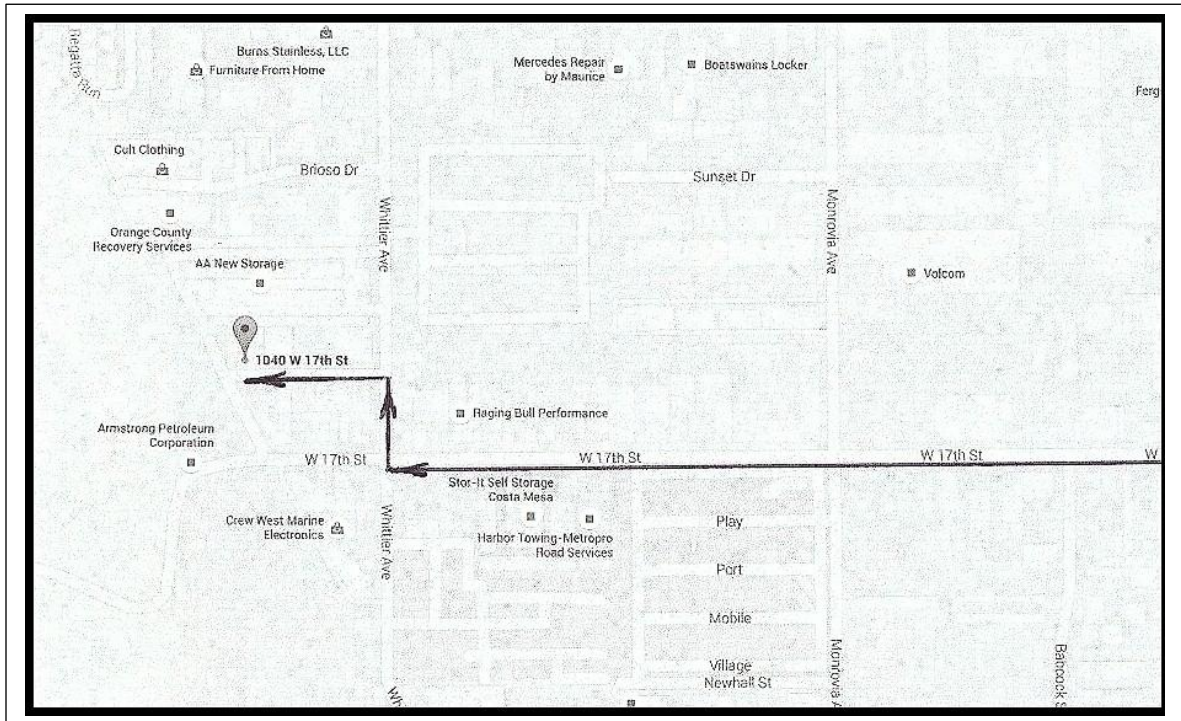 Regatta Run
Burns Stainless, LLC
Furniture From Home
Mercedes Repair
by Maurice
Boatswains Locker
Ferg
Cult Clothing
Brioso Dr
Sunset Dr
Whittier Ave
Monrovia Ave
Orange County
Recovery Services
AA New Storage
Volcom
1040 W 17th St
Raging Bull Performance
Armstrong Petroleum
Corporation
W 17th St
W 17th St
W 17th St
W
Stor-It Self Storage
Costa Mesa
Crew West Marine
Electronics
Whittier Ave
Harbor Towing-Metropro
Road Services
Play
Port
Mobile
Village
Newhall St
Monrovia A
Babcock S
Wh